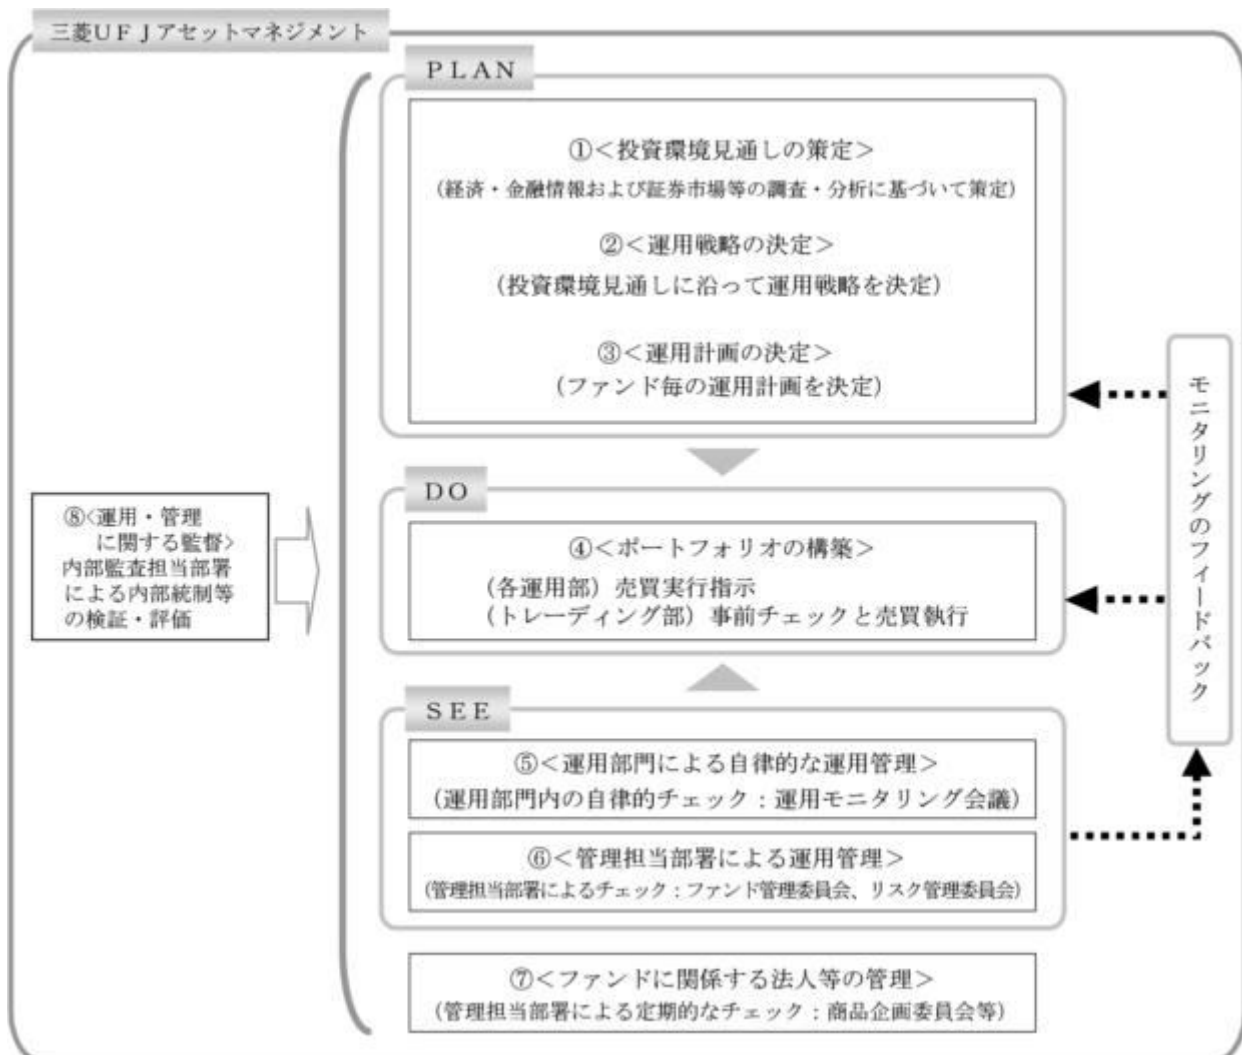 三菱ＵＦＪアセットマネジメント
ＰＬＡＮ
①＜投資環境見通しの策定＞
（経済・金融情報および証券市場等の調査・分析に基づいて策定）
②＜運用戦略の決定＞
（投資環境見通しに沿って運用戦略を決定）
③＜運用計画の決定＞
（ファンド毎の運用計画を決定）
ＤＯ
④＜ポートフォリオの構築＞
（各運用部）売買実行指示
（トレーディング部）事前チェックと売買執行
ＳＥＥ
⑤＜運用部門による自律的な運用管理＞
（運用部門内の自律的チェック：運用モニタリング会議）
⑥＜管理担当部署による運用管理＞
（管理担当部署によるチェック：ファンド管理委員会、リスク管理委員会）
⑦＜ファンドに関係する法人等の管理＞
（管理担当部署による定期的なチェック：商品企画委員会等）
⑧＜運用・管理
に関する監督＞
内部監査担当部署
による内部統制等
の検証・評価
モニタリングのフィードバック